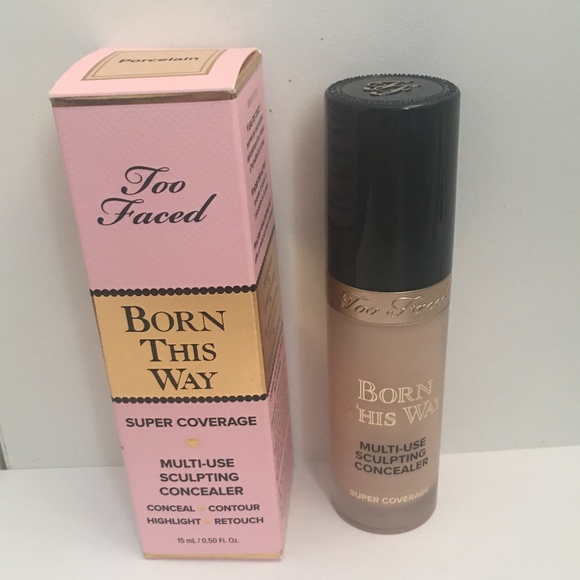 Porcelain
Too
Faced
BORN
THIS
WAY
SUPER COVERAGE
MULTI-USE
SCULPTING
CONCEALER
CONCEAL CONTOUR
HIGHLIGHT RETOUCH
15 mL / 0.50 FL. Oz.
Too Faced
BORN
THIS WAY
MULTI-USE
SCULPTING
CONCEALER
SUPER COVERAGE